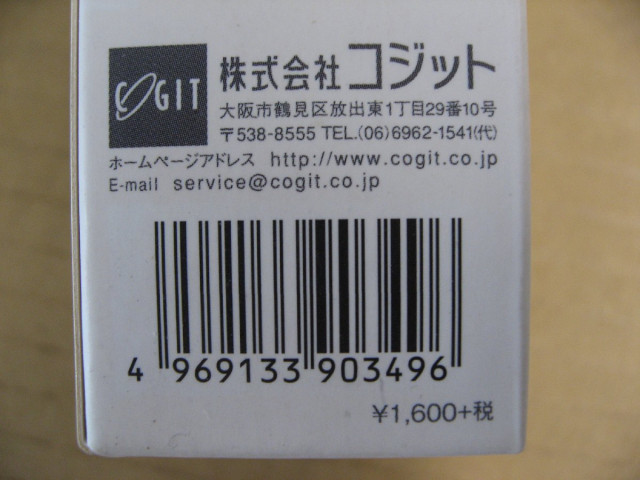 COGIT
株式会社コジット
大阪市鶴見区放出東1丁目29番10号
〒538-8555 TEL.(06)6962-1541(代)
ホームページアドレス http://www.cogit.co.jp
E-mail service@cogit.co.jp
4 969133 903496
¥1,600+税